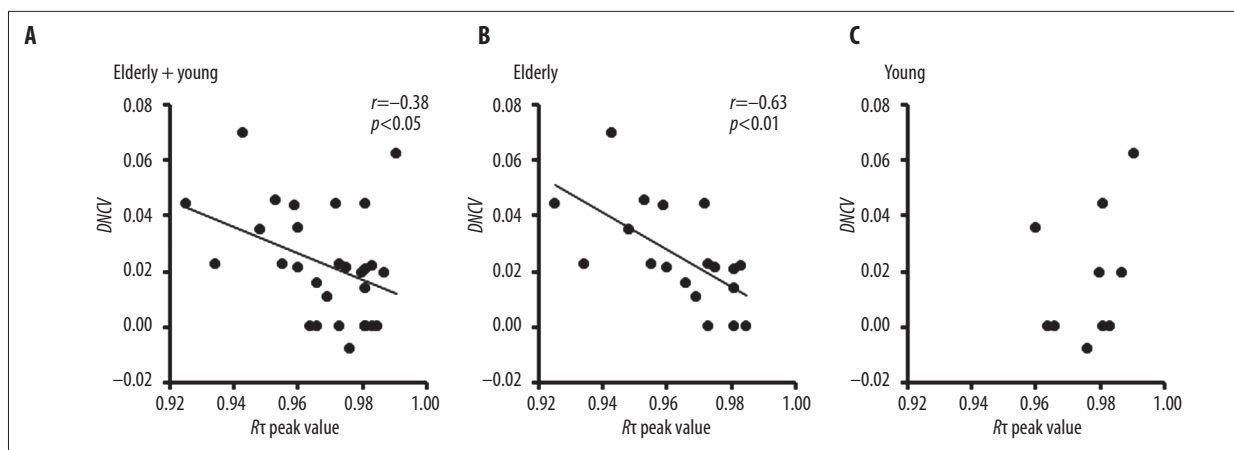 A
Elderly + young
r=−0.38
p<0.05
0.08
0.06
0.04
0.02
0.00
−0.02
DNCV
0.92 0.94 0.96 0.98 1.00
Rτ peak value
B
Elderly
r=−0.63
p<0.01
0.08
0.06
0.04
0.02
0.00
−0.02
DNCV
0.92 0.94 0.96 0.98 1.00
Rτ peak value
C
Young
0.08
0.06
0.04
0.02
0.00
−0.02
DNCV
0.92 0.94 0.96 0.98 1.00
Rτ peak value